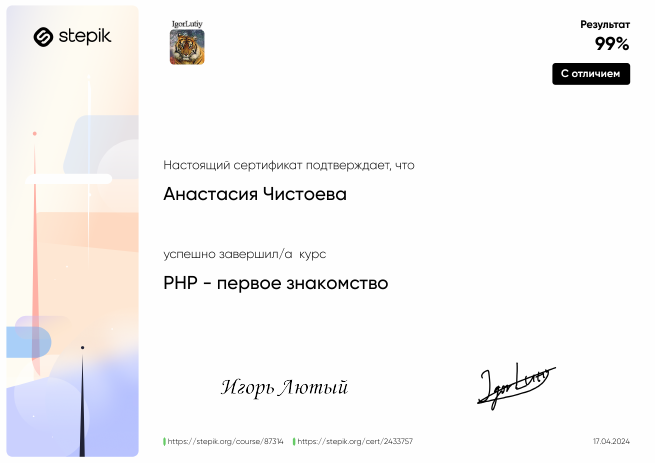 stepik
IgorLutiy
Результат
99%
С отличием
Настоящий сертификат подтверждает, что
Анастасия Чистоева
успешно завершил/а курс
PHP - первое знакомство
Игорь Лютый
IgorLutiy
https://stepik.org/course/87314 https://stepik.org/cert/2433757
17.04.2024